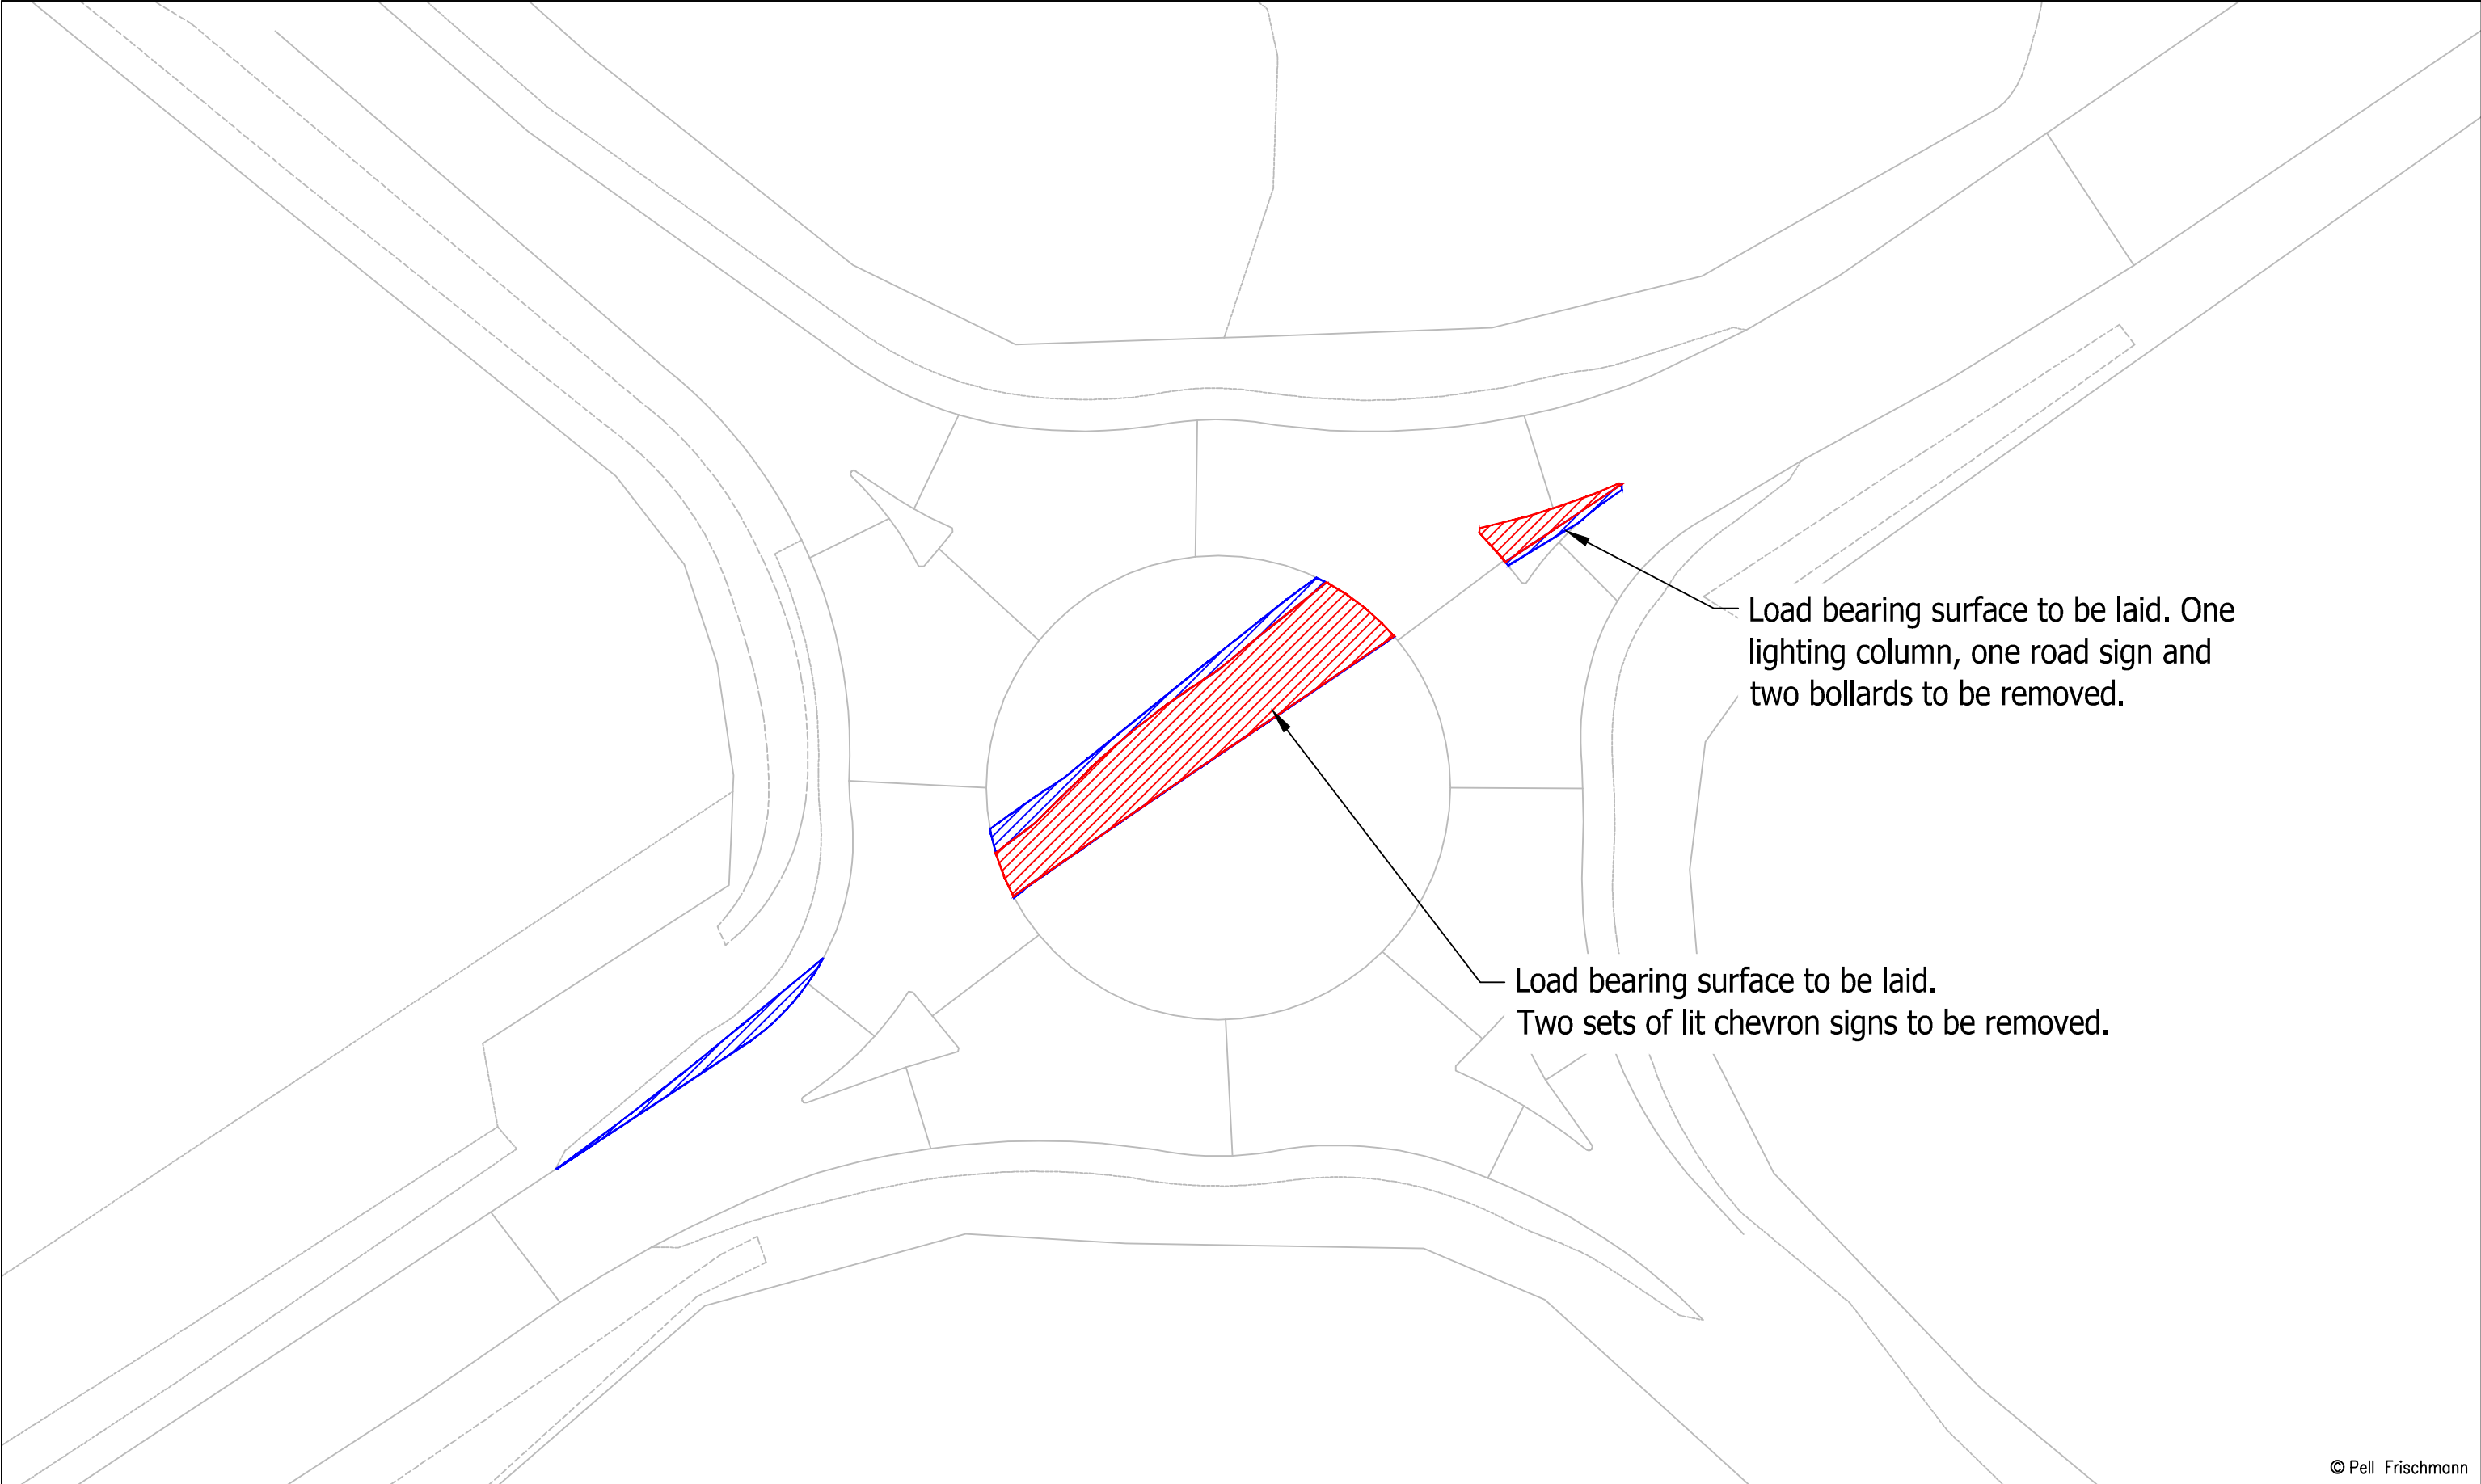 Load bearing surface to be laid. One
lighting column, one road sign and
two bollards to be removed.
Load bearing surface to be laid.
Two sets of lit chevron signs to be removed.
© Pell Frischmann